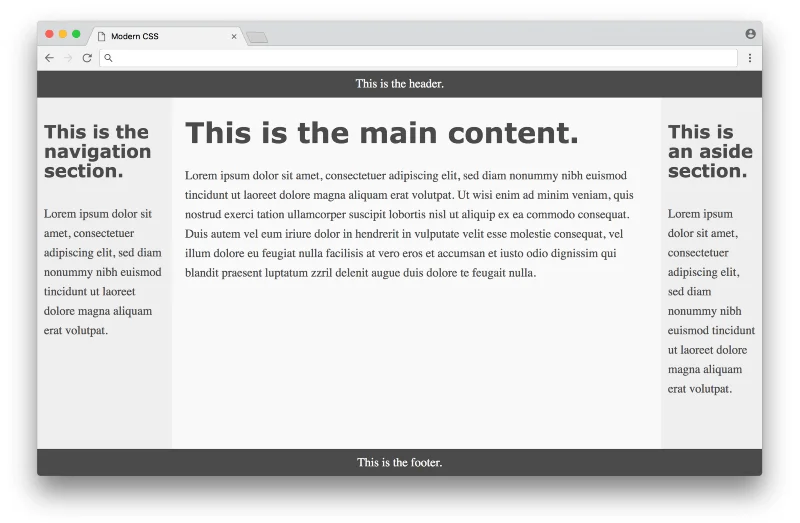 Modern CSS
This is the header.
This is the
navigation
section.
Lorem ipsum dolor sit
amet, consectetuer
adipiscing elit, sed diam
nonummy nibh euismod
tincidunt ut laoreet
dolore magna aliquam
erat volutpat.
This is the main content.
Lorem ipsum dolor sit amet, consectetuer adipiscing elit, sed diam nonummy nibh euismod
tincidunt ut laoreet dolore magna aliquam erat volutpat. Ut wisi enim ad minim veniam, quis
nostrud exerci tation ullamcorper suscipit lobortis nisl ut aliquip ex ea commodo consequat.
Duis autem vel eum iriure dolor in hendrerit in vulputate velit esse molestie consequat, vel
illum dolore eu feugiat nulla facilisis at vero eros et accumsan et iusto odio dignissim qui
blandit praesent luptatum zzril delenit augue duis dolore te feugait nulla.
This is
an aside
section.
Lorem ipsum
dolor sit amet,
consectetuer
adipiscing elit,
sed diam
nonummy nibh
euismod tincidunt
ut laoreet dolore
magna aliquam
erat volutpat.
This is the footer.